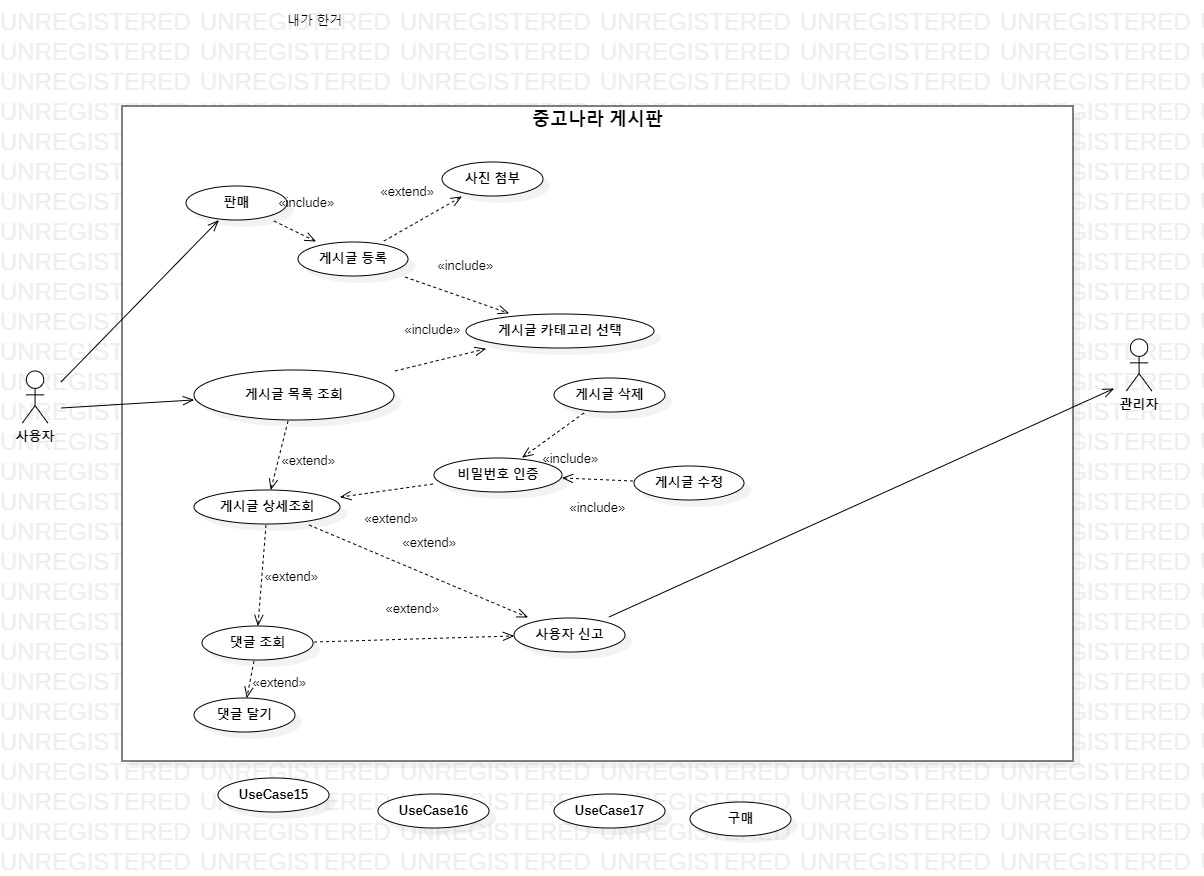 내가 한거
중고나라 게시판
사진 첨부
«extend»
판매
«include»
게시글 등록
«include»
게시글 카테고리 선택
«include»
게시글 목록 조회
게시글 삭제
관리자
사용자
«extend»
비밀번호 인증
«include»
게시글 수정
게시글 상세조회
«include»
«extend»
«extend»
«extend»
«extend»
댓글 조회
사용자 신고
«extend»
댓글 달기
UseCase15
UseCase16
UseCase17
구매
UNREGISTERED